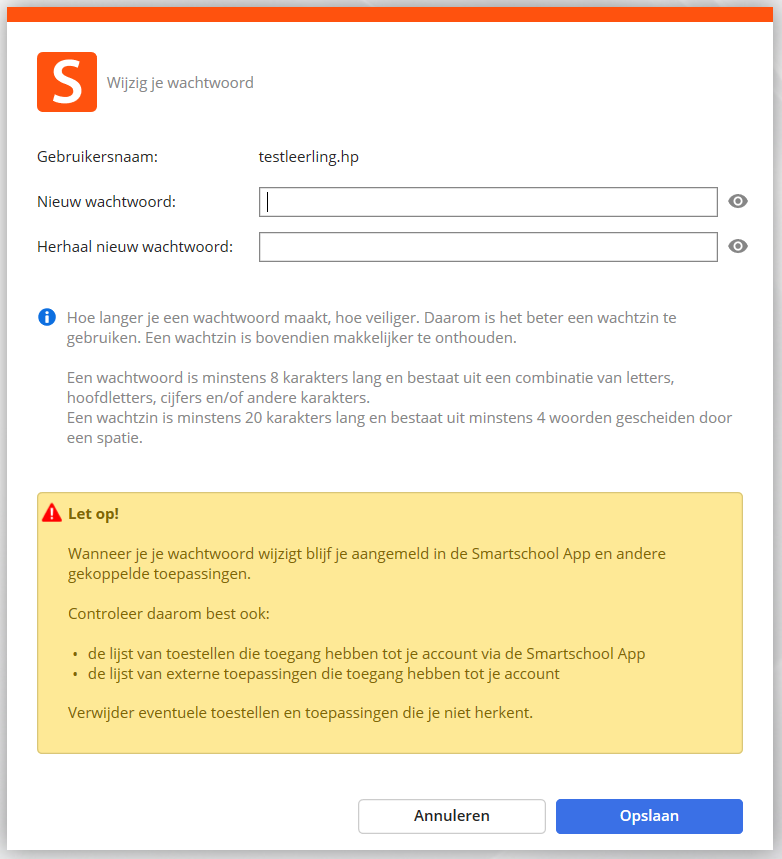 S Wijzig je wachtwoord
Gebruikersnaam: testleerling.hp
Nieuw wachtwoord:
Herhaal nieuw wachtwoord:
Hoe langer je een wachtwoord maakt, hoe veiliger. Daarom is het beter een wachtzin te
gebruiken. Een wachtzin is bovendien makkelijker te onthouden.
Een wachtwoord is minstens 8 karakters lang en bestaat uit een combinatie van letters,
hoofdletters, cijfers en/of andere karakters.
Een wachtzin is minstens 20 karakters lang en bestaat uit minstens 4 woorden gescheiden door
een spatie.
Let op!
Wanneer je je wachtwoord wijzigt blijf je aangemeld in de Smartschool App en andere
gekoppelde toepassingen.
Controleer daarom best ook:
• de lijst van toestellen die toegang hebben tot je account via de Smartschool App
• de lijst van externe toepassingen die toegang hebben tot je account
Verwijder eventuele toestellen en toepassingen die je niet herkent.
Annuleren Opslaan